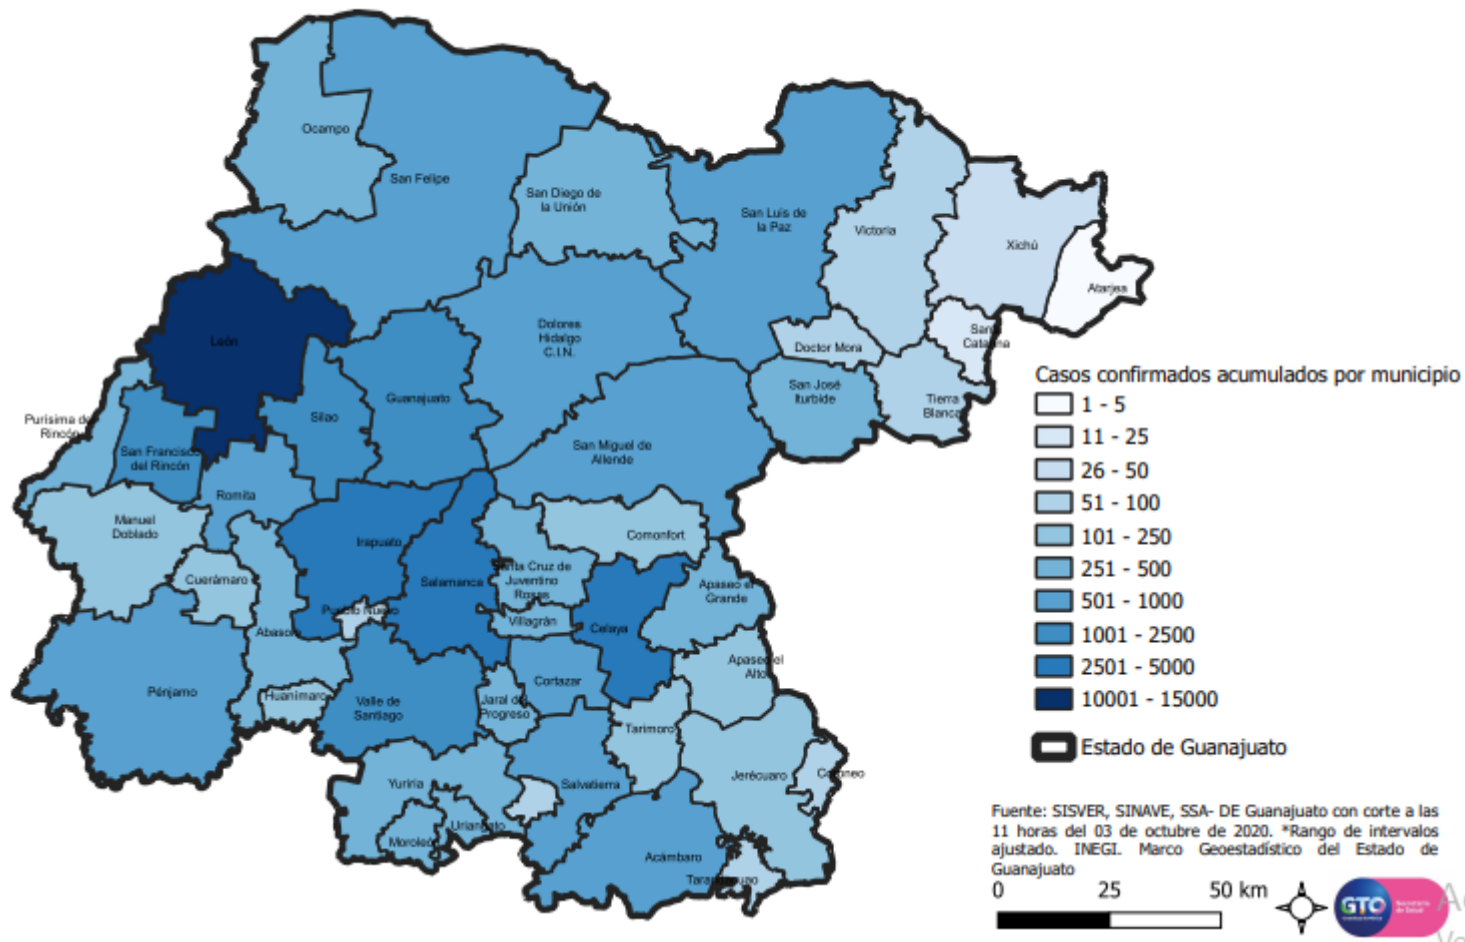 Ocampo
San Felipe
San Diego de
la Unión
San Luis de
la Paz
Victoria
Xichú
Atarjea
León
Dolores
Hidalgo
C.I.N.
Doctor Mora
Santa
Catarina
Guanajuato
Silao
San José
Iturbide
Tierra
Blanca
Purisima del
Rincón
San Francisco
del Rincón
San Miguel de
Allende
Romita
Manuel
Doblado
Irapuato
Comonfort
Cuerámaro
Salamanca
Santa Cruz de
Juventino
Rosas
Apaseo el
Grande
Pueblo Nuevo
Villagrán
Celaya
Abasolo
Apaseo el
Alto
Pénjamo
Huanímaro
Valle de
Santiago
Cortazar
Jaral del
Progreso
Tarimoro
Yuriria
Salvatierra
Jerécuaro
Coroneo
Uriangato
Moroleón
Acámbaro
Tarandacuao
Casos confirmados acumulados por municipio
1 - 5
11 - 25
26 - 50
51 - 100
101 - 250
251 - 500
501 - 1000
1001 - 2500
2501 - 5000
10001 - 15000
Estado de Guanajuato
Fuente: SISVER, SINAVE, SSA- DE Guanajuato con corte a las
11 horas del 03 de octubre de 2020. *Rango de intervalos
ajustado. INEGI. Marco Geoestadístico del Estado de
Guanajuato
0 25 50 km
GTO
Secretaría
de Salud